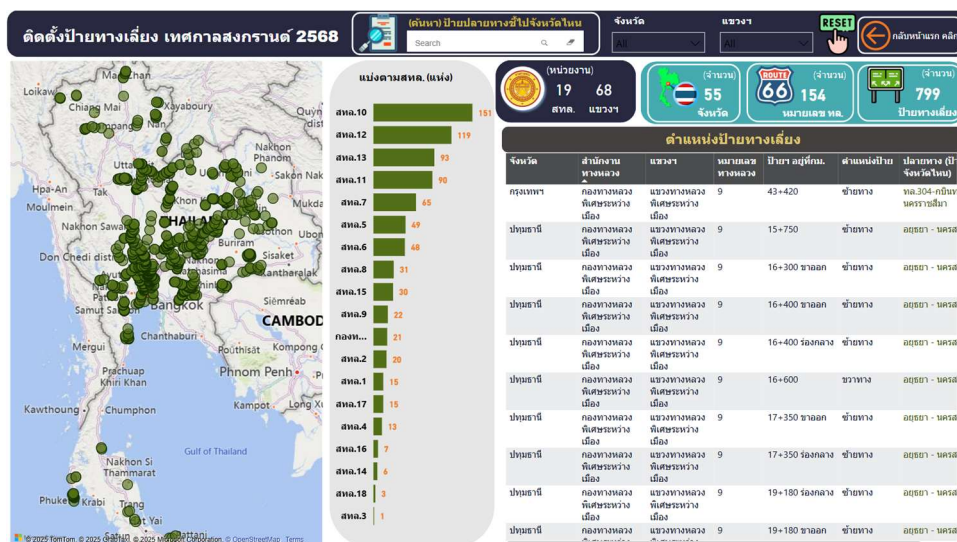 ติดตั้งป้ายทางเลี่ยง เทศกาลสงกรานต์ 2568
(ค้นหา) ป้ายปลายทางชี้ไปจังหวัดไหน
Search
จังหวัด
All
แขวงฯ
All
RESET
กลับหน้าแรก คลิก
Loikaw
Mae Chan
Chiang Mai
Xayaboury
Lampang
Nan
Nakhon
Phanom
Sakon Nak
Hpa-An
Tak
Khon K
Mukda
Moulmein
THAILAND
Nakhon Sawan
Buriram
Ubon
Don Chedi distri
Sisaket
Kantharalak
Bangkok
Siĕmréab
CAMBOD
Chanthaburi
Mergui
Poŭthĭsăt
Kompong
Prachuap
Khiri Khan
Phnom Penh
Kawthoung
Chumphon
Kampot
Long Xu
Gulf of Thailand
Nakhon Si
Thammarat
Phuket
Krabi
Trang
Hat Yai
Satun
Pattani
© 2025 TomTom, © 2025 Microsoft Corporation, © OpenStreetMap Terms
แบ่งตามสทล. (แห่ง)
สทล.10 151
สทล.12 119
สทล.13 93
สทล.11 90
สทล.7 65
สทล.5 49
สทล.6 48
สทล.8 31
สทล.15 30
สทล.9 22
กองท... 21
สทล.2 20
สทล.1 15
สทล.17 15
สทล.4 13
สทล.16 7
สทล.14 6
สทล.18 3
สทล.3 1
(หน่วยงาน)
19 68
สทล. แขวงฯ
(จำนวน)
55
จังหวัด
ROUTE
66
(จำนวน)
154
หมายเลข ทล.
(จำนวน)
799
ป้ายทางเลี่ยง
ตำแหน่งป้ายทางเลี่ยง
จังหวัด สำนักงาน แขวงฯ หมายเลข ป้ายฯ อยู่ที่กม. ตำแหน่งป้าย ปลายทาง (ป้
ทางหลวง ทางหลวง จังหวัดไหน)
กรุงเทพฯ กองทางหลวง แขวงทางหลวง 9 43+420 ซ้ายทาง ทล.304-กบินท
พิเศษระหว่าง พิเศษระหว่าง นครราชสีมา
เมือง เมือง
ปทุมธานี กองทางหลวง แขวงทางหลวง 9 15+750 ซ้ายทาง อยุธยา - นครส
พิเศษระหว่าง พิเศษระหว่าง
เมือง เมือง
ปทุมธานี กองทางหลวง แขวงทางหลวง 9 16+300 ขาออก ซ้ายทาง อยุธยา - นครส
พิเศษระหว่าง พิเศษระหว่าง
เมือง เมือง
ปทุมธานี กองทางหลวง แขวงทางหลวง 9 16+400 ขาออก ซ้ายทาง อยุธยา - นครส
พิเศษระหว่าง พิเศษระหว่าง
เมือง เมือง
ปทุมธานี กองทางหลวง แขวงทางหลวง 9 16+400 ร่องกลาง ซ้ายทาง อยุธยา - นครส
พิเศษระหว่าง พิเศษระหว่าง
เมือง เมือง
ปทุมธานี กองทางหลวง แขวงทางหลวง 9 16+600 ขวาทาง อยุธยา - นครส
พิเศษระหว่าง พิเศษระหว่าง
เมือง เมือง
ปทุมธานี กองทางหลวง แขวงทางหลวง 9 17+350 ขาออก ซ้ายทาง อยุธยา - นครส
พิเศษระหว่าง พิเศษระหว่าง
เมือง เมือง
ปทุมธานี กองทางหลวง แขวงทางหลวง 9 17+350 ร่องกลาง ซ้ายทาง อยุธยา - นครส
พิเศษระหว่าง พิเศษระหว่าง
เมือง เมือง
ปทุมธานี กองทางหลวง แขวงทางหลวง 9 19+180 ร่องกลาง ซ้ายทาง อยุธยา - นครส
พิเศษระหว่าง พิเศษระหว่าง
เมือง เมือง
ปทุมธานี กองทางหลวง แขวงทางหลวง 9 19+180 ขาออก ซ้ายทาง อยุธยา - นครส